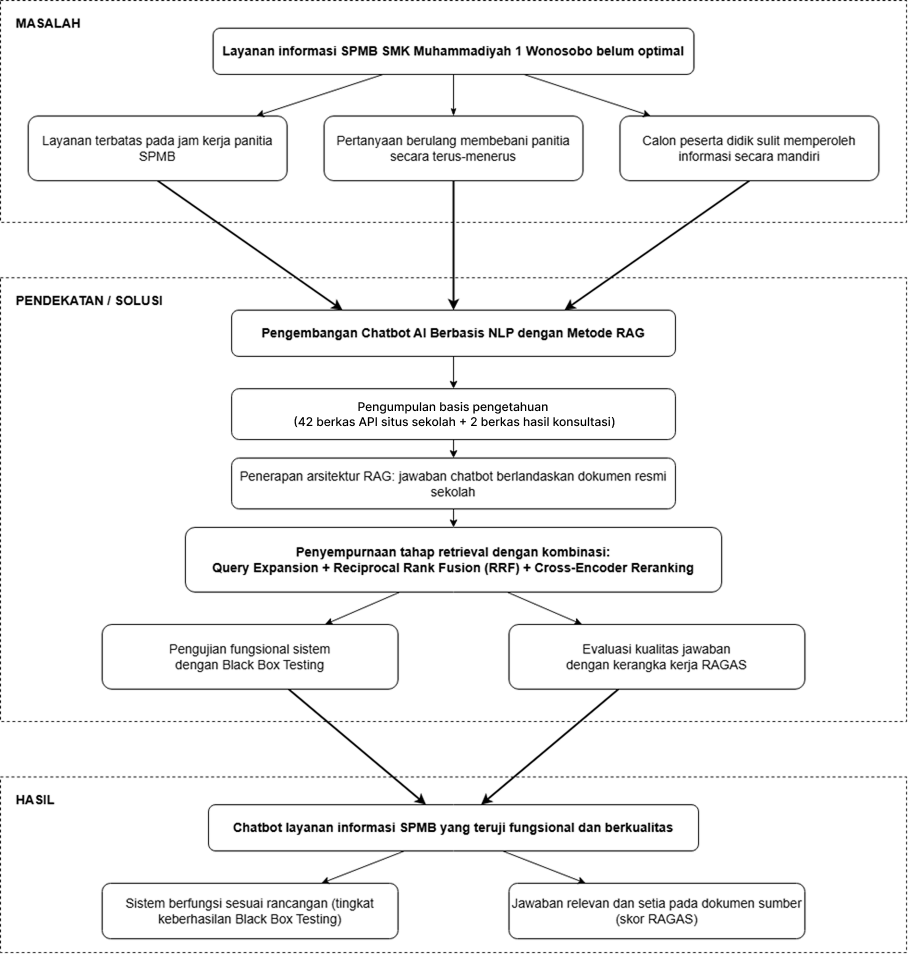 MASALAH
Layanan informasi SPMB SMK Muhammadiyah 1 Wonosobo belum optimal
Layanan terbatas pada jam kerja panitia
SPMB
Pertanyaan berulang membebani panitia
secara terus-menerus
Calon peserta didik sulit memperoleh
informasi secara mandiri
PENDEKATAN / SOLUSI
Pengembangan Chatbot AI Berbasis NLP dengan Metode RAG
Pengumpulan basis pengetahuan
(42 berkas API situs sekolah + 2 berkas hasil konsultasi)
Penerapan arsitektur RAG: jawaban chatbot berlandaskan dokumen resmi
sekolah
Penyempurnaan tahap retrieval dengan kombinasi:
Query Expansion + Reciprocal Rank Fusion (RRF) + Cross-Encoder Reranking
Pengujian fungsional sistem
dengan Black Box Testing
Evaluasi kualitas jawaban
dengan kerangka kerja RAGAS
HASIL
Chatbot layanan informasi SPMB yang teruji fungsional dan berkualitas
Sistem berfungsi sesuai rancangan (tingkat
keberhasilan Black Box Testing)
Jawaban relevan dan setia pada dokumen sumber
(skor RAGAS)